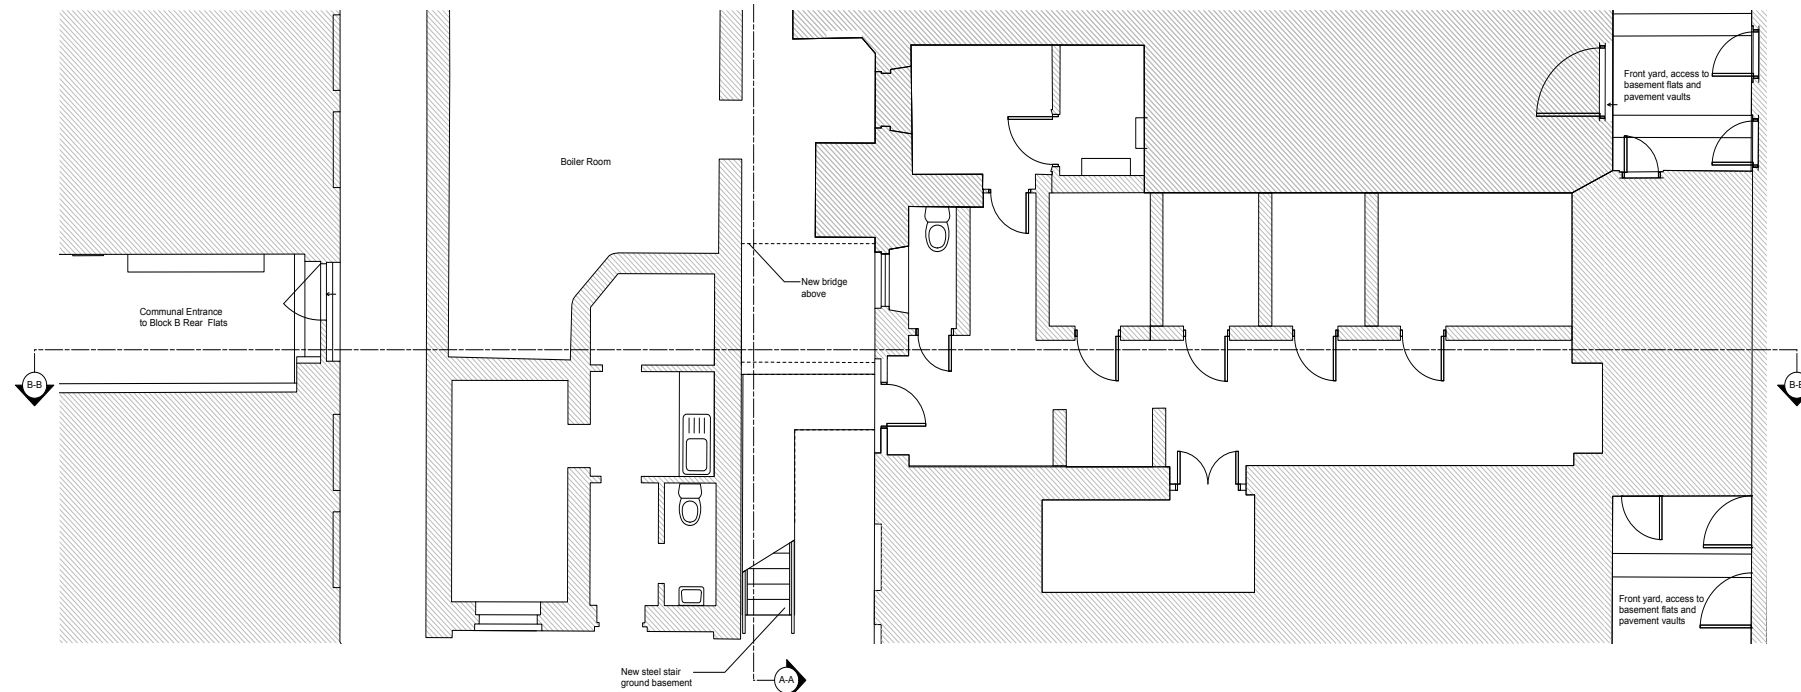 Front yard, access to
basement flats and
pavement vaults
Boiler Room
New bridge
above
Communal Entrance
to Block B Rear Flats
B-B
B-B
Front yard, access to
basement flats and
pavement vaults
New steel stair
ground basement
A-A